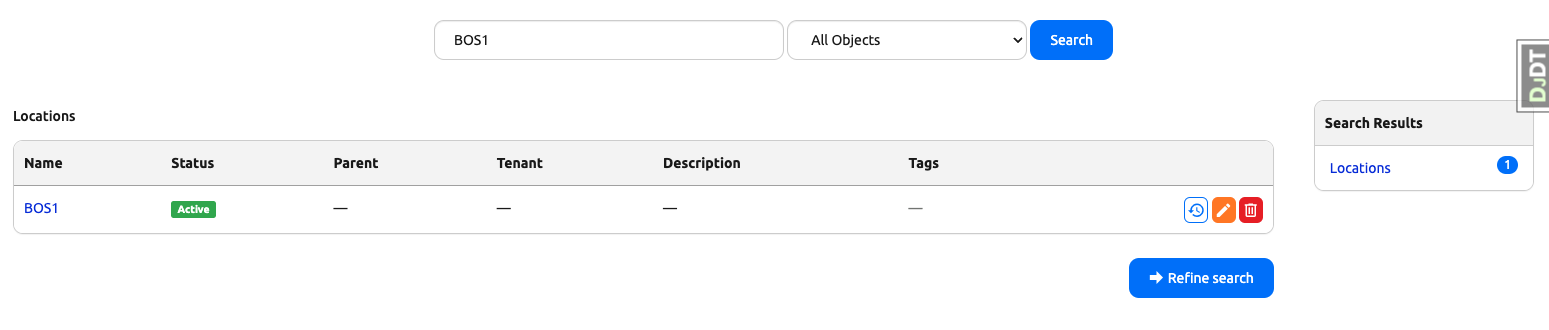 BOS1 All Objects Search
DJDT
Locations
Search Results
Name Status Parent Tenant Description Tags
Locations 1
BOS1 Active — — — —
Refine search